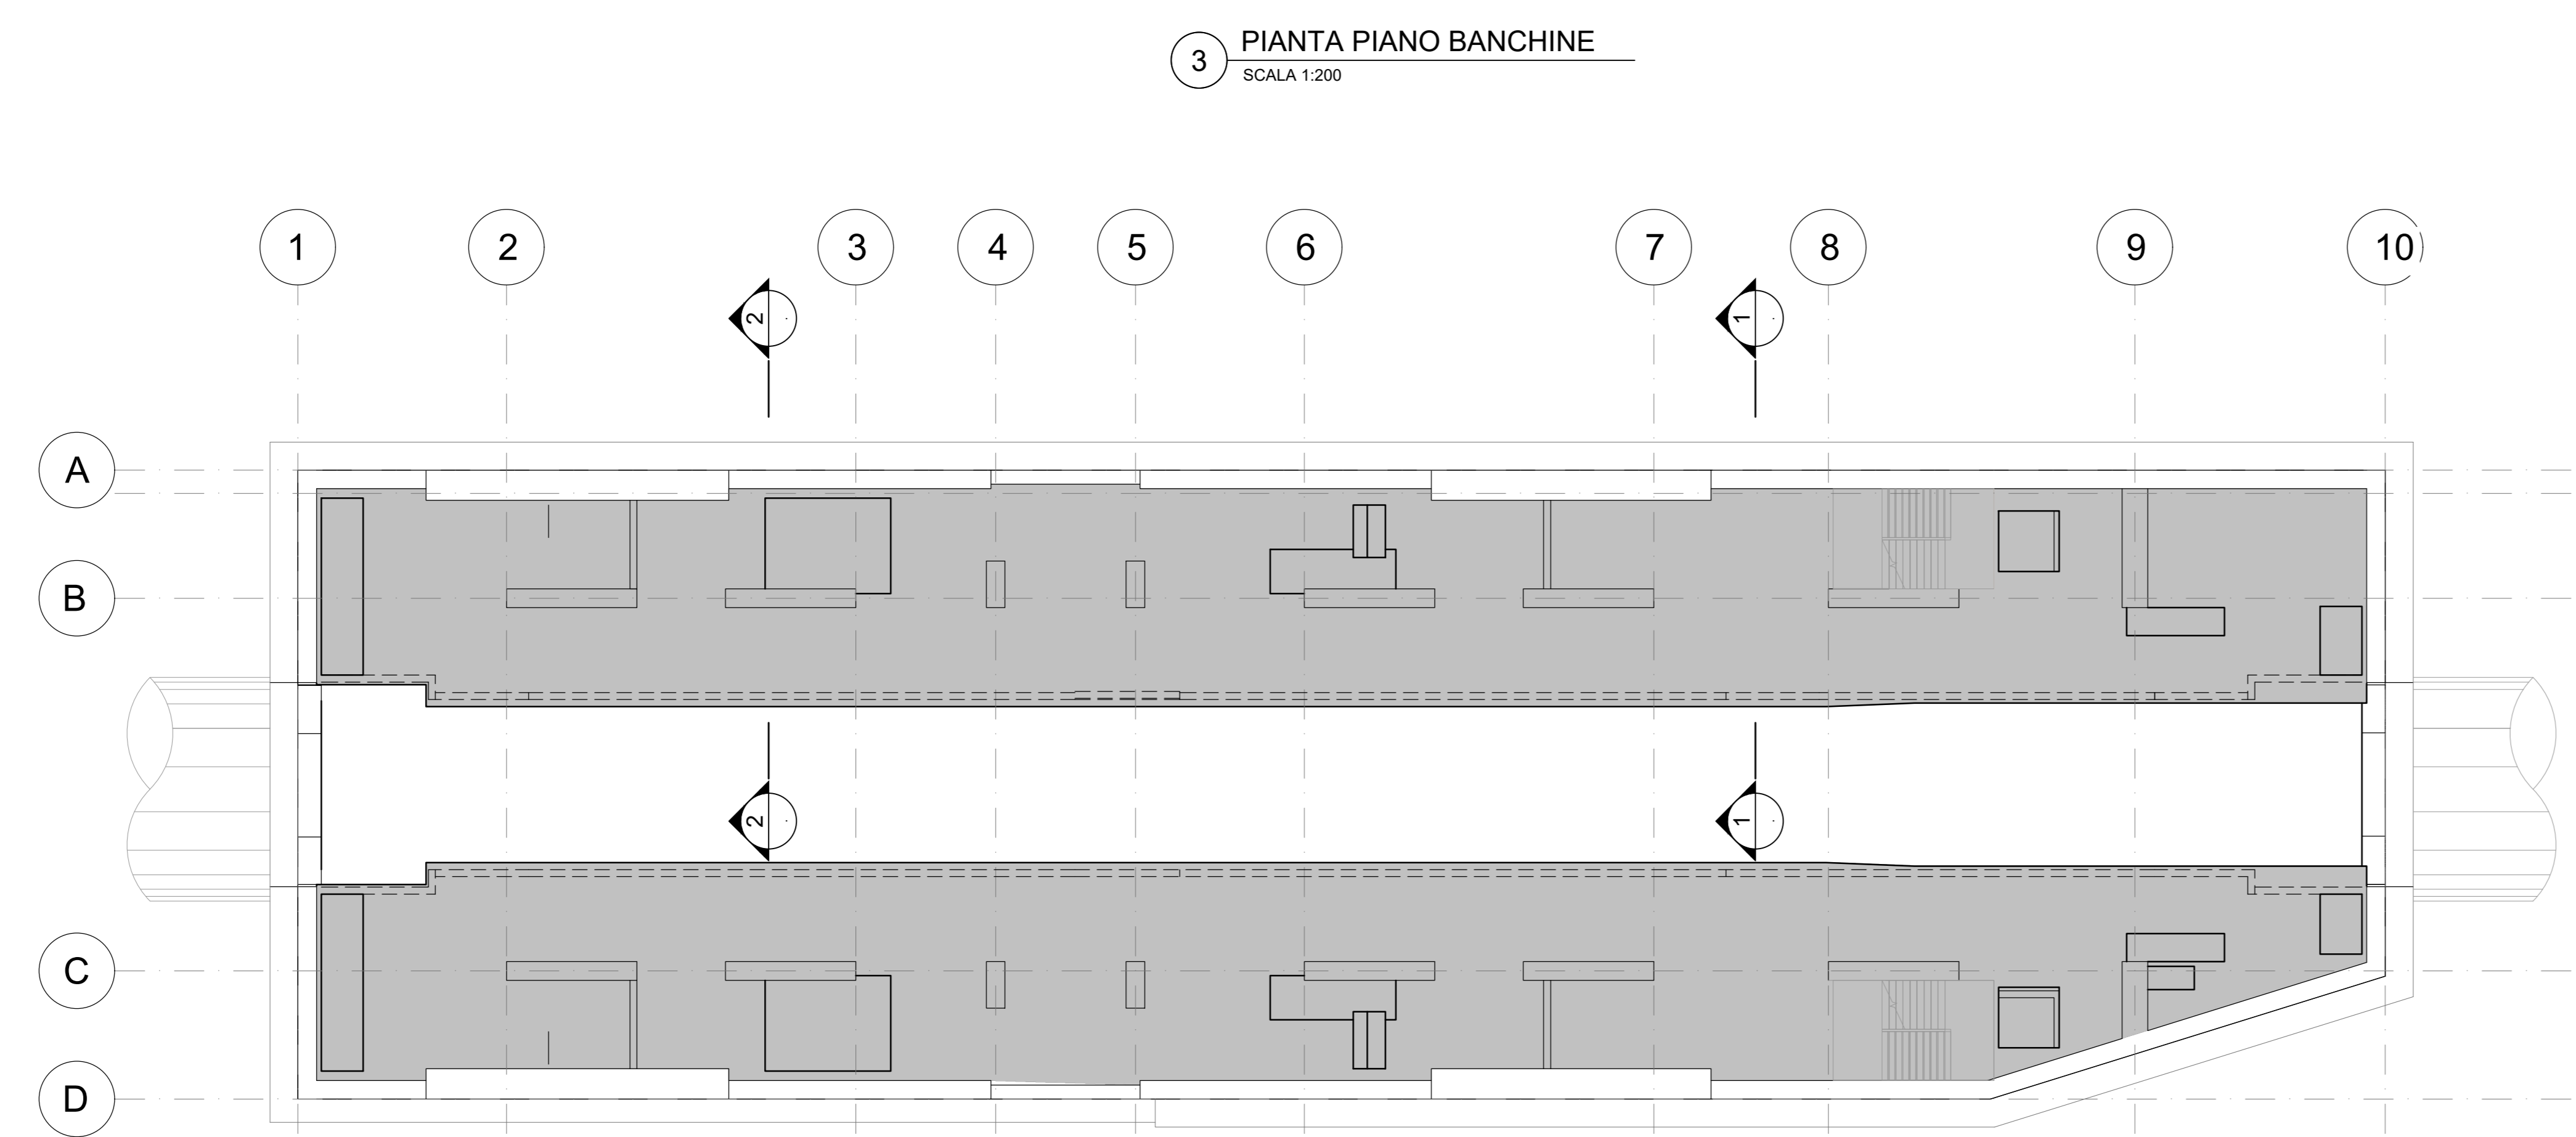 3 PIANTA PIANO BANCHINE
SCALA 1:200
1 2 3 4 5 6 7 8 9 10
2 1
A
B
2 1
C
D